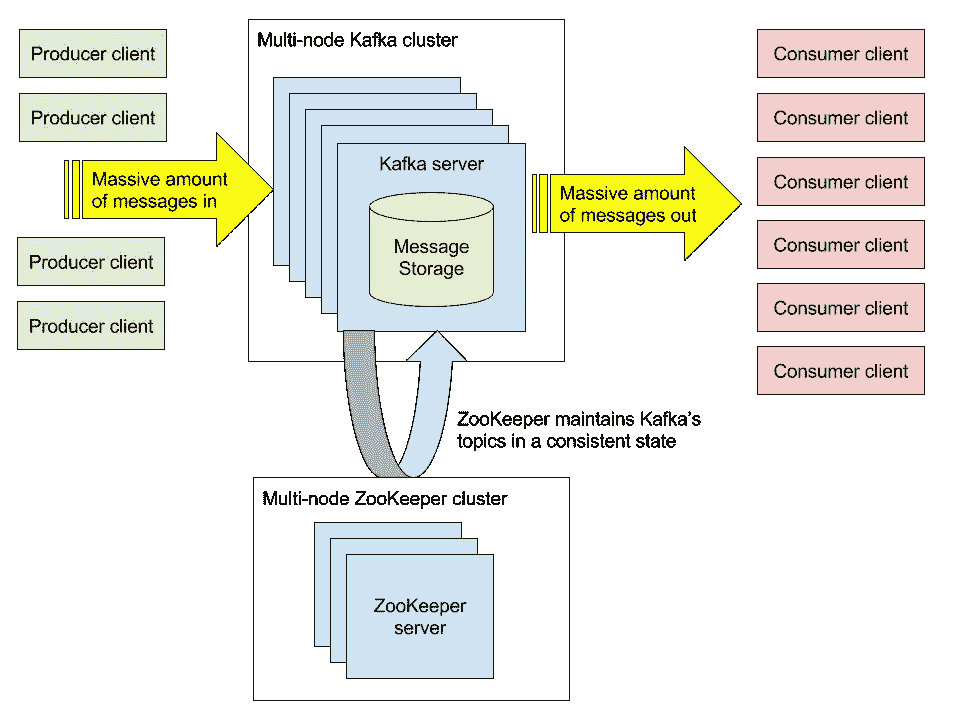 Producer client
Producer client
Massive amount
of messages in
Producer client
Producer client
Multi-node Kafka cluster
Kafka server
Message
Storage
Massive amount
of messages out
Consumer client
Consumer client
Consumer client
Consumer client
Consumer client
Consumer client
ZooKeeper maintains Kafka's
topics in a consistent state
Multi-node ZooKeeper cluster
ZooKeeper
server